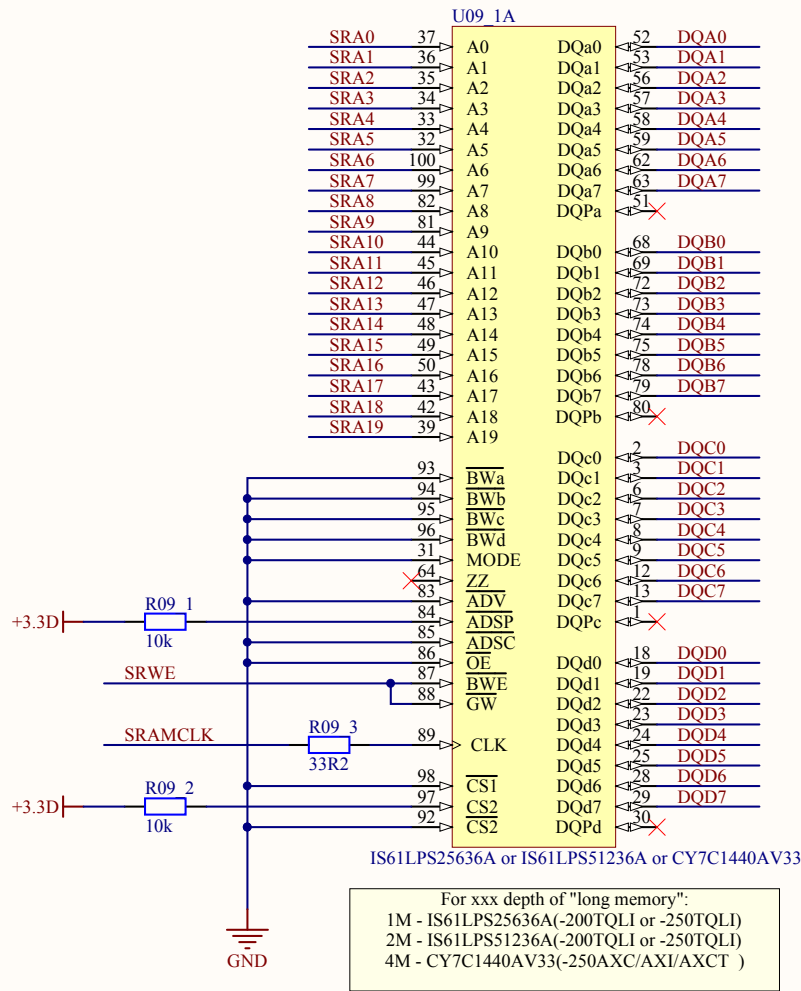 U09_1A
SRA0 37 A0 DQa0 52 DQA0
SRA1 36 A1 DQa1 53 DQA1
SRA2 35 A2 DQa2 56 DQA2
SRA3 34 A3 DQa3 57 DQA3
SRA4 33 A4 DQa4 58 DQA4
SRA5 32 A5 DQa5 59 DQA5
SRA6 100 A6 DQa6 62 DQA6
SRA7 99 A7 DQa7 63 DQA7
SRA8 82 A8 DQPa 51
SRA9 81 A9
SRA10 44 A10 DQb0 68 DQB0
SRA11 45 A11 DQb1 69 DQB1
SRA12 46 A12 DQb2 72 DQB2
SRA13 47 A13 DQb3 73 DQB3
SRA14 48 A14 DQb4 74 DQB4
SRA15 49 A15 DQb5 75 DQB5
SRA16 50 A16 DQb6 78 DQB6
SRA17 43 A17 DQb7 79 DQB7
SRA18 42 A18 DQPb 80
SRA19 39 A19
DQc0 2 DQC0
93 BWa DQc1 3 DQC1
94 BWb DQc2 6 DQC2
95 BWc DQc3 7 DQC3
96 BWd DQc4 8 DQC4
31 MODE DQc5 9 DQC5
64 ZZ DQc6 12 DQC6
83 ADV DQc7 13 DQC7
+3.3D R09_1 10k 84 ADSP DQPc 1
85 ADSC
86 OE DQd0 18 DQD0
SRWE 87 BWE DQd1 19 DQD1
88 GW DQd2 22 DQD2
DQd3 23 DQD3
SRAMCLK R09_3 33R2 89 CLK DQd4 24 DQD4
DQd5 25 DQD5
98 CS1 DQd6 28 DQD6
+3.3D R09_2 10k 97 CS2 DQd7 29 DQD7
92 CS2 DQPd 30
IS61LPS25636A or IS61LPS51236A or CY7C1440AV33
GND
For xxx depth of "long memory":
1M - IS61LPS25636A(-200TQLI or -250TQLI)
2M - IS61LPS51236A(-200TQLI or -250TQLI)
4M - CY7C1440AV33(-250AXC/AXI/AXCT )